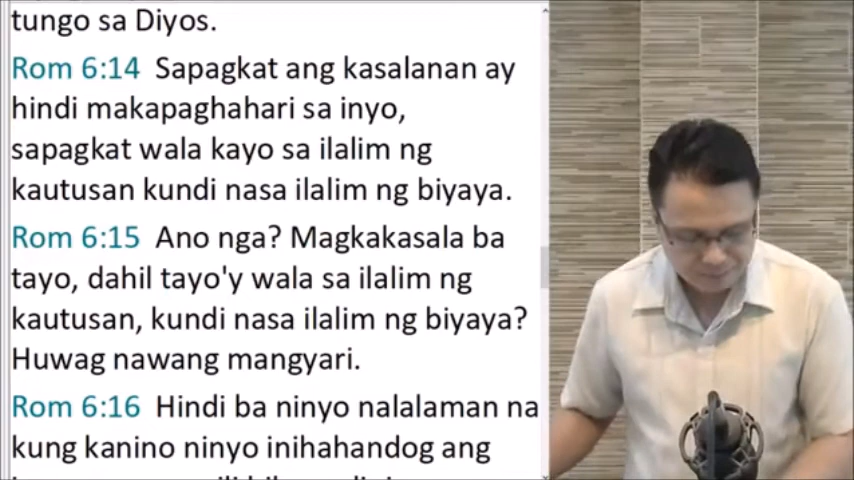 tungo sa Diyos.
Rom 6:14 Sapagkat ang kasalanan ay
hindi makapaghahari sa inyo,
sapagkat wala kayo sa ilalim ng
kautusan kundi nasa ilalim ng biyaya.
Rom 6:15 Ano nga? Magkakasala ba
tayo, dahil tayo'y wala sa ilalim ng
kautusan, kundi nasa ilalim ng biyaya?
Huwag nawang mangyari.
Rom 6:16 Hindi ba ninyo nalalaman na
kung kanino ninyo inihahandog ang